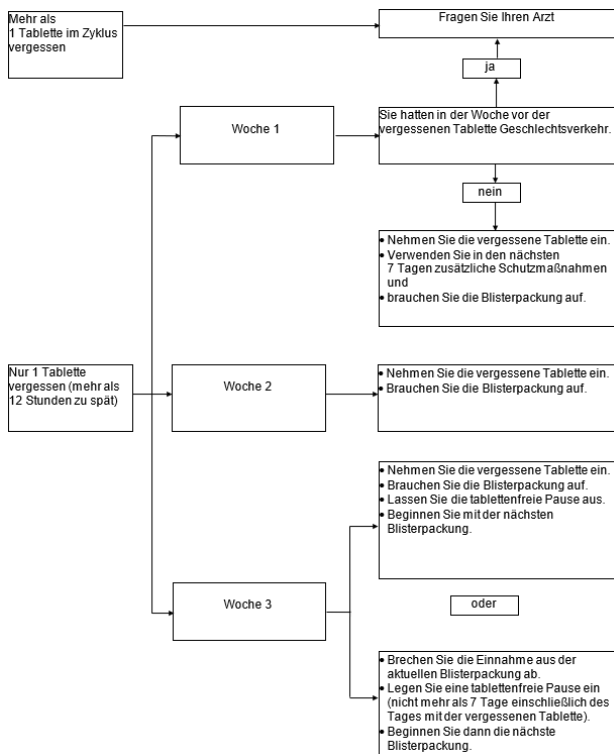 Mehr als
1 Tablette im Zyklus
vergessen
Fragen Sie Ihren Arzt
ja
Woche 1
Sie hatten in der Woche vor der
vergessenen Tablette Geschlechtsverkehr.
nein
• Nehmen Sie die vergessene Tablette ein.
• Verwenden Sie in den nächsten
7 Tagen zusätzliche Schutzmaßnahmen
und
• brauchen Sie die Blisterpackung auf.
Nur 1 Tablette
vergessen (mehr als
12 Stunden zu spät)
Woche 2
• Nehmen Sie die vergessene Tablette ein.
• Brauchen Sie die Blisterpackung auf.
• Nehmen Sie die vergessene Tablette ein.
• Brauchen Sie die Blisterpackung auf.
• Lassen Sie die tablettenfreie Pause aus.
• Beginnen Sie mit der nächsten
Blisterpackung.
Woche 3
oder
• Brechen Sie die Einnahme aus der
aktuellen Blisterpackung ab.
• Legen Sie eine tablettenfreie Pause ein
(nicht mehr als 7 Tage einschließlich des
Tages mit der vergessenen Tablette).
• Beginnen Sie dann die nächste
Blisterpackung.